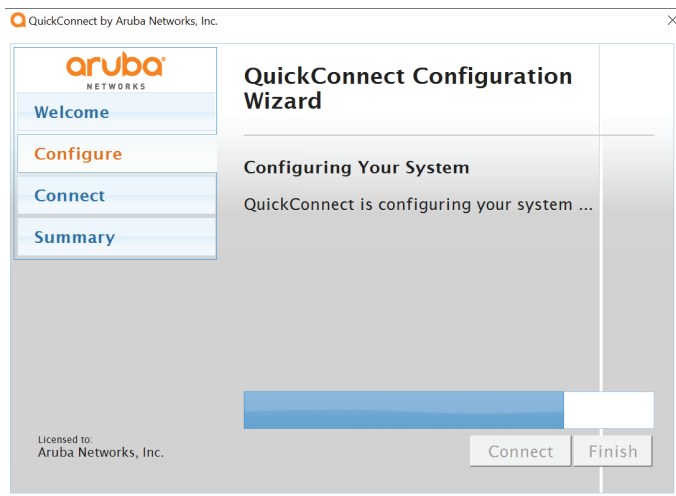 QuickConnect by Aruba Networks, Inc.
aruba
NETWORKS
Welcome
Configure
Connect
Summary
QuickConnect Configuration
Wizard
Configuring Your System
QuickConnect is configuring your system ...
Licensed to:
Aruba Networks, Inc.
Connect
Finish